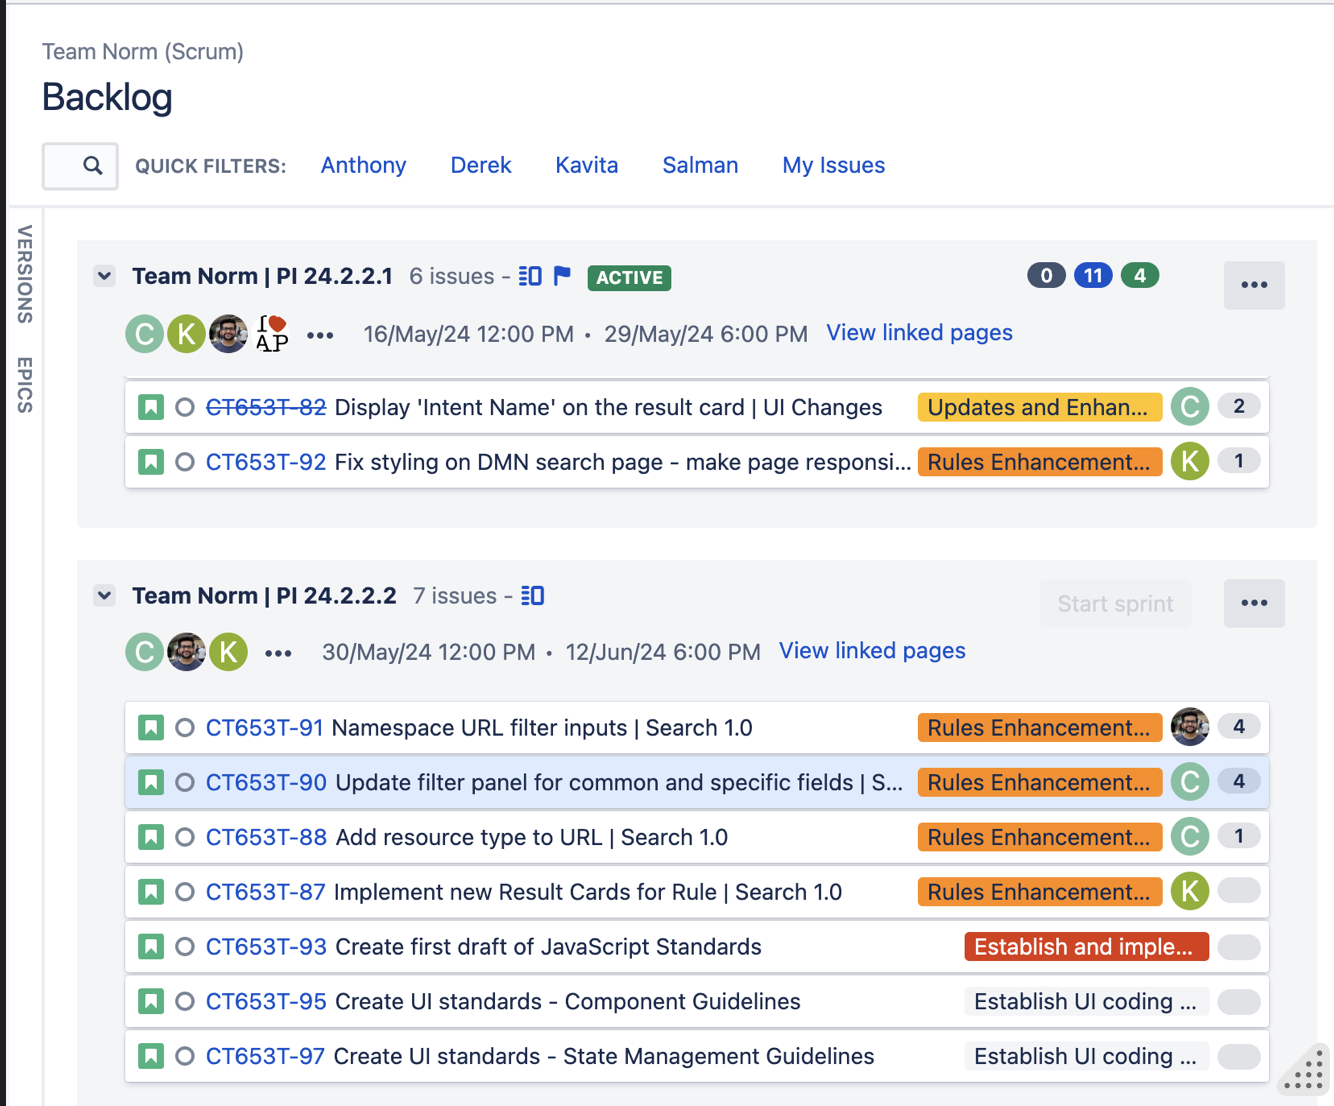 Team Norm (Scrum)
Backlog
QUICK FILTERS: Anthony Derek Kavita Salman My Issues
VERSIONS
EPICS
Team Norm | PI 24.2.2.1 6 issues - ACTIVE 0 11 4
C K I AP 16/May/24 12:00 PM • 29/May/24 6:00 PM View linked pages
CT653T-82 Display 'Intent Name' on the result card | UI Changes Updates and Enhan... C 2
CT653T-92 Fix styling on DMN search page - make page responsi... Rules Enhancement... K 1
Team Norm | PI 24.2.2.2 7 issues - Start sprint
C K 30/May/24 12:00 PM • 12/Jun/24 6:00 PM View linked pages
CT653T-91 Namespace URL filter inputs | Search 1.0 Rules Enhancement... 4
CT653T-90 Update filter panel for common and specific fields | S... Rules Enhancement... C 4
CT653T-88 Add resource type to URL | Search 1.0 Rules Enhancement... C 1
CT653T-87 Implement new Result Cards for Rule | Search 1.0 Rules Enhancement... K
CT653T-93 Create first draft of JavaScript Standards Establish and imple...
CT653T-95 Create UI standards - Component Guidelines Establish UI coding ...
CT653T-97 Create UI standards - State Management Guidelines Establish UI coding ...